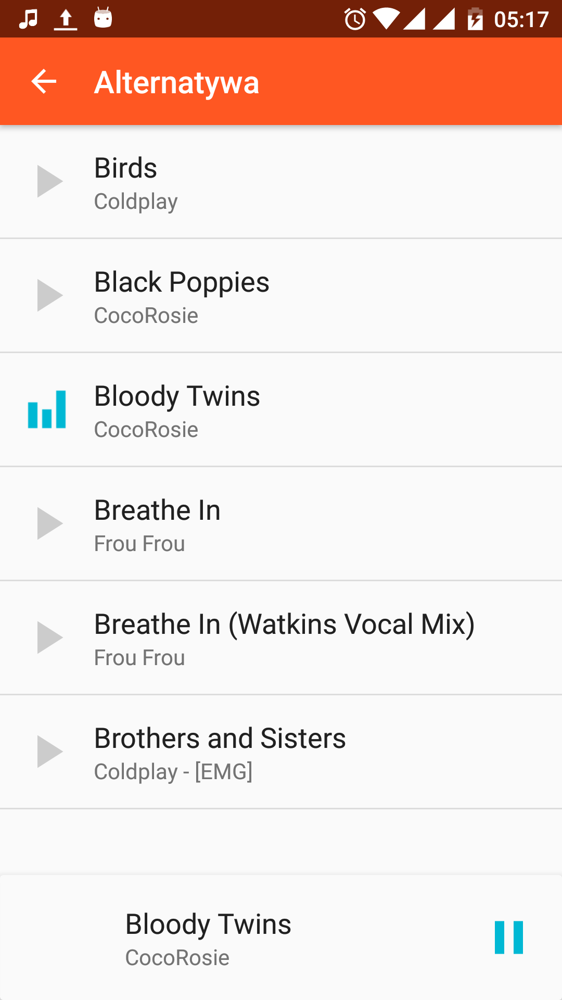 05:17
Alternatywa
Birds
Coldplay
Black Poppies
CocoRosie
Bloody Twins
CocoRosie
Breathe In
Frou Frou
Breathe In (Watkins Vocal Mix)
Frou Frou
Brothers and Sisters
Coldplay - [EMG]
Bloody Twins
CocoRosie